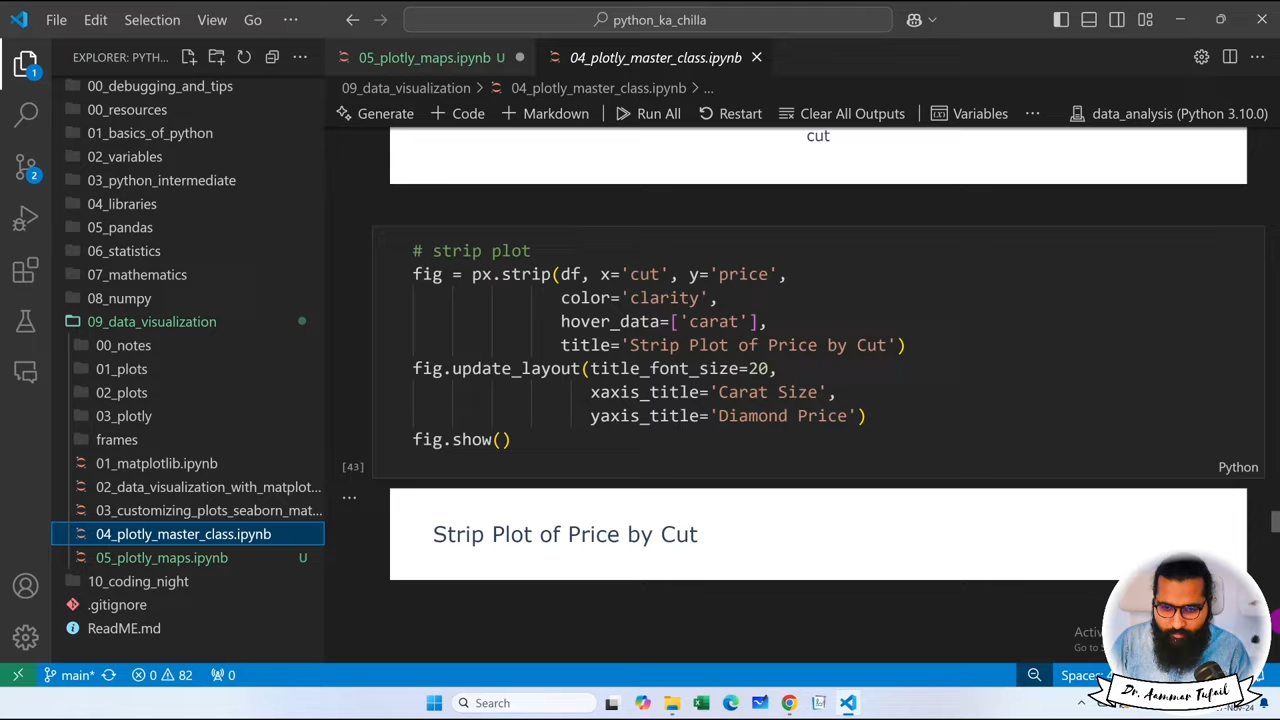 File Edit Selection View Go ··· python_ka_chilla
EXPLORER: PYTH...
00_debugging_and_tips
00_resources
01_basics_of_python
02_variables
03_python_intermediate
04_libraries
05_pandas
06_statistics
07_mathematics
08_numpy
09_data_visualization
00_notes
01_plots
02_plots
03_plotly
frames
01_matplotlib.ipynb
02_data_visualization_with_matplot...
03_customizing_plots_seaborn_mat...
04_plotly_master_class.ipynb
05_plotly_maps.ipynb U
10_coding_night
.gitignore
ReadME.md
1
2
05_plotly_maps.ipynb U 04_plotly_master_class.ipynb
09_data_visualization > 04_plotly_master_class.ipynb > ...
Generate + Code + Markdown Run All Restart Clear All Outputs Variables ··· data_analysis (Python 3.10.0)
cut
# strip plot
fig = px.strip(df, x='cut', y='price',
color='clarity',
hover_data=['carat'],
title='Strip Plot of Price by Cut')
fig.update_layout(title_font_size=20,
xaxis_title='Carat Size',
yaxis_title='Diamond Price')
fig.show()
[43] Python
...
Strip Plot of Price by Cut
Dr. Aammar Tufail
main* 0 82 0 Spaces:
Search